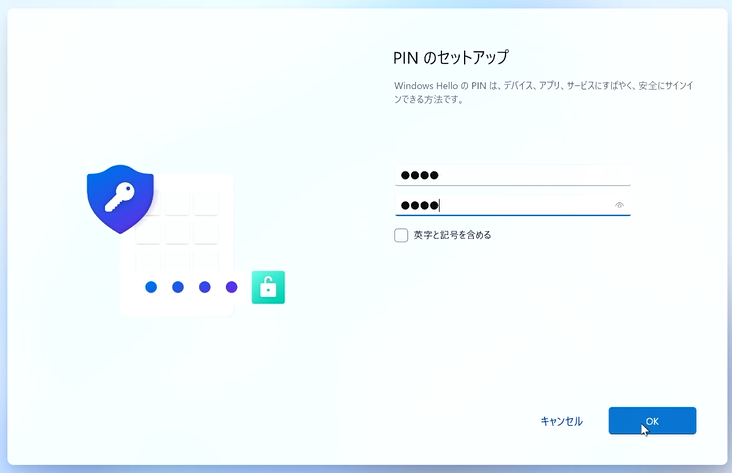 PIN のセットアップ
Windows Hello の PIN は、デバイス、アプリ、サービスにすばやく、安全にサインイ
ンできる方法です。
●●●●
●●●●
英字と記号を含める
キャンセル
OK